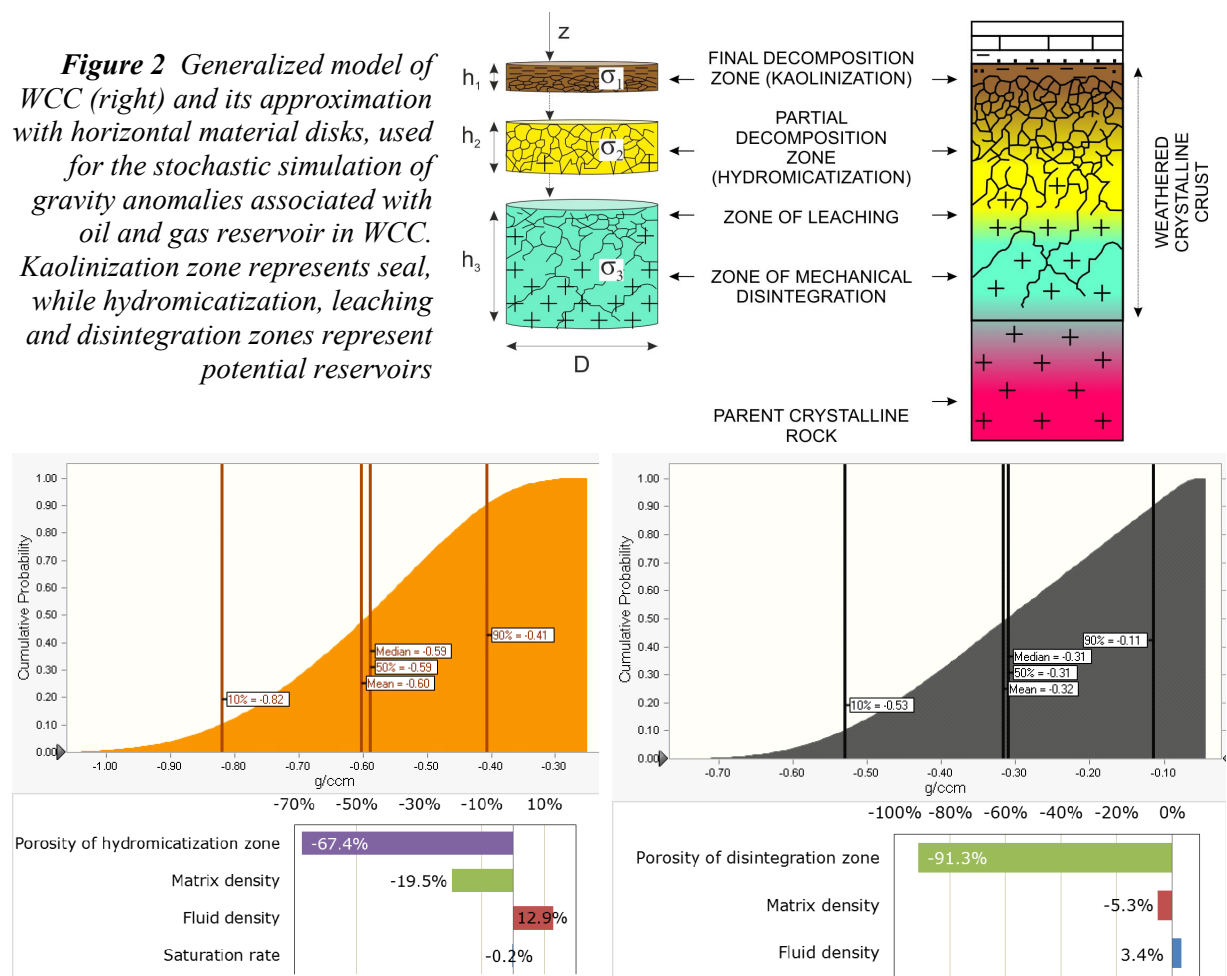 Figure 2 Generalized model of
WCC (right) and its approximation
with horizontal material disks, used
for the stochastic simulation of
gravity anomalies associated with
oil and gas reservoir in WCC.
Kaolinization zone represents seal,
while hydromicatization, leaching
and disintegration zones represent
potential reservoirs
z
h1
σ1
h2
σ2
h3
σ3
D
FINAL DECOMPOSITION
ZONE (KAOLINIZATION)
PARTIAL
DECOMPOSITION
ZONE
(HYDROMICATIZATION)
ZONE OF LEACHING
ZONE OF MECHANICAL
DISINTEGRATION
PARENT CRYSTALLINE
ROCK
WEATHERED
CRYSTALLINE
CRUST
Cumulative Probability
1.00
0.90
0.80
0.70
0.60
0.50
0.40
0.30
0.20
0.10
0.00
10% = -0.82
Median = -0.59
50% = -0.59
Mean = -0.60
90% = -0.41
-1.00 -0.90 -0.80 -0.70 -0.60 -0.50 -0.40 -0.30
g/ccm
-70% -50% -30% -10% 10%
Porosity of hydromicatization zone -67.4%
Matrix density -19.5%
Fluid density 12.9%
Saturation rate -0.2%
Cumulative Probability
1.00
0.90
0.80
0.70
0.60
0.50
0.40
0.30
0.20
0.10
0.00
10% = -0.53
Median = -0.31
50% = -0.31
Mean = -0.32
90% = -0.11
-0.70 -0.60 -0.50 -0.40 -0.30 -0.20 -0.10
g/ccm
-100% -80% -60% -40% -20% 0%
Porosity of disintegration zone -91.3%
Matrix density -5.3%
Fluid density 3.4%